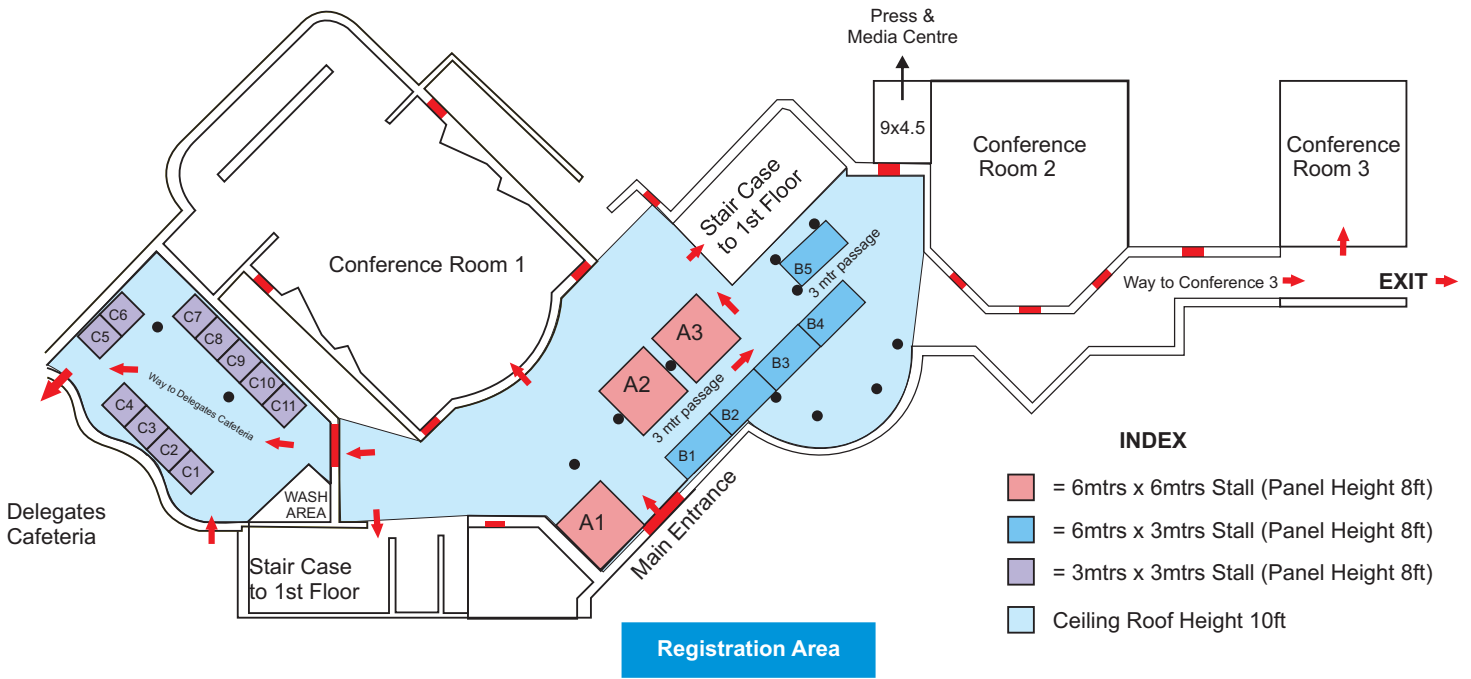 Press &
Media Centre
9x4.5
Conference
Room 2
Conference
Room 3
Stair Case
to 1st Floor
Conference Room 1
B5
3 mtr passage
Way to Conference 3
EXIT
C6
C5
C7
C8
C9
C10
C11
Way to Delegates Cafeteria
C4
C3
C2
C1
A3
A2
A1
B4
B3
B2
B1
3 mtr passage
WASH
AREA
Delegates
Cafeteria
Stair Case
to 1st Floor
Main Entrance
INDEX
= 6mtrs x 6mtrs Stall (Panel Height 8ft)
= 6mtrs x 3mtrs Stall (Panel Height 8ft)
= 3mtrs x 3mtrs Stall (Panel Height 8ft)
Ceiling Roof Height 10ft
Registration Area